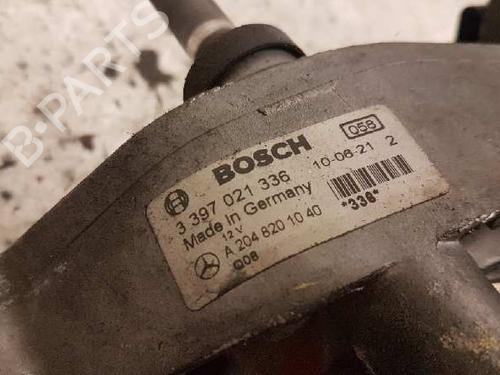 B-PARTS
058
BOSCH
10-06-21 2
3 397 021 336
Made in Germany
12 V
*336*
A 204 820 10 40
Q08